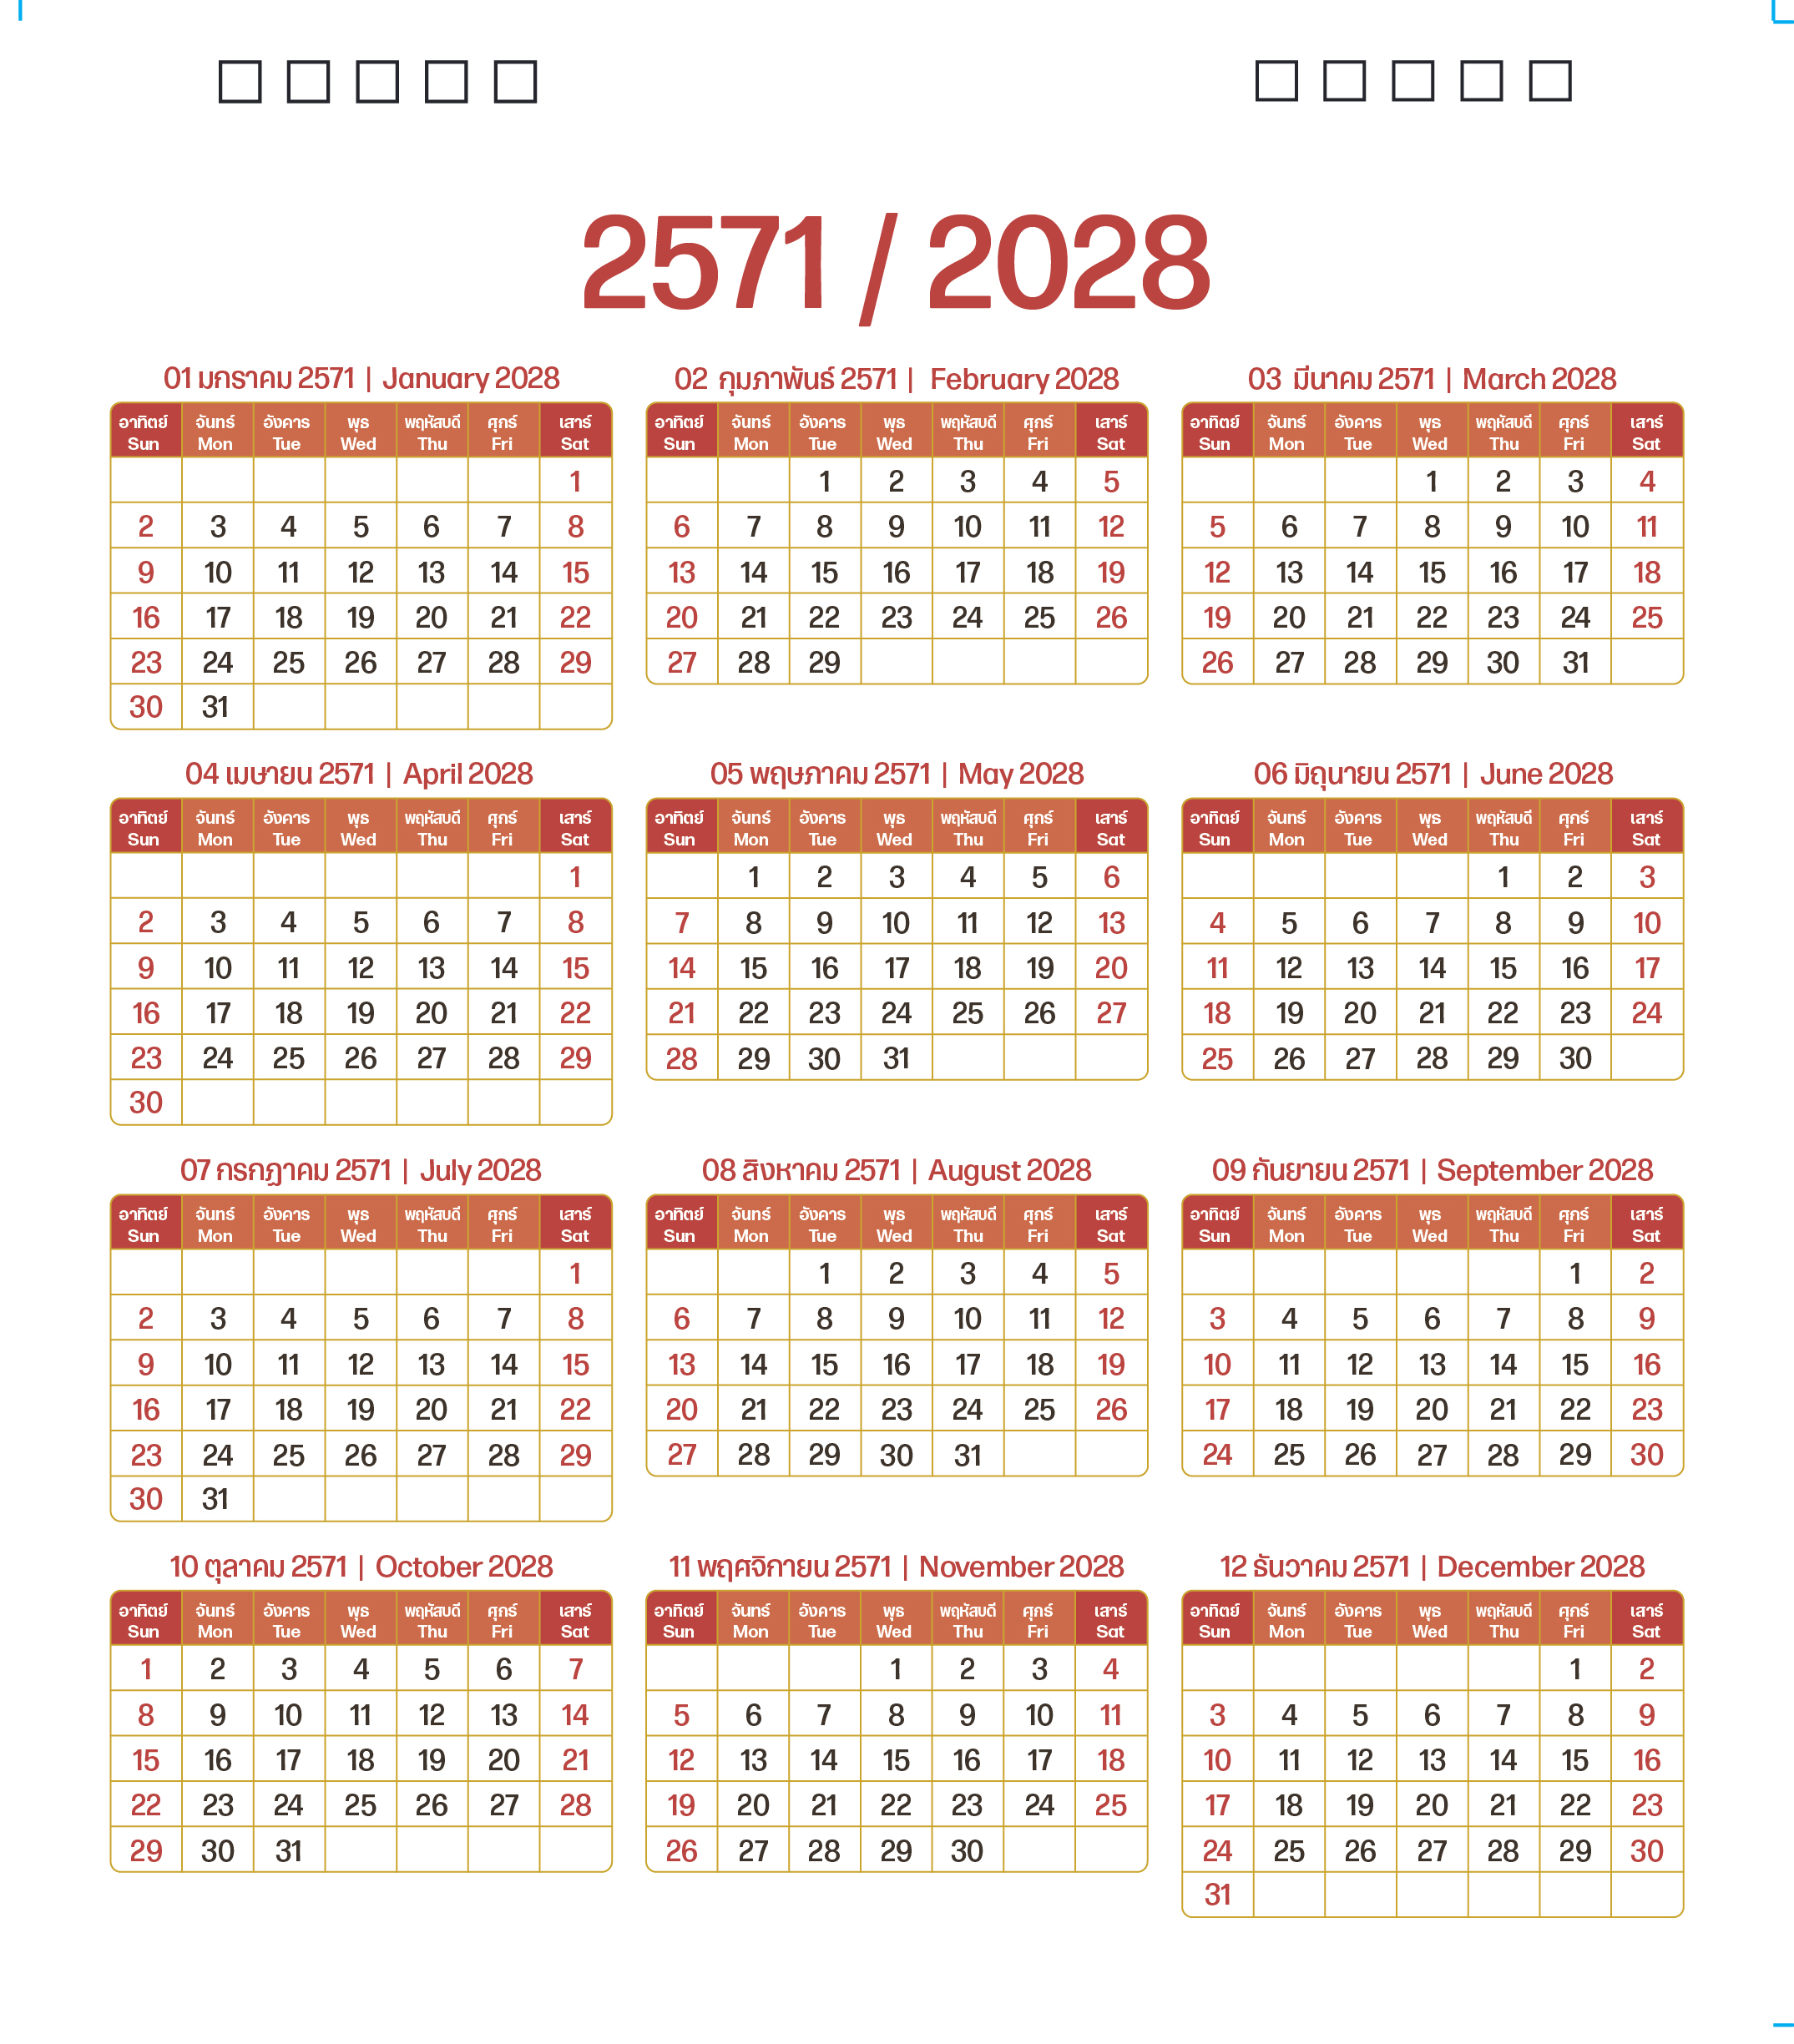 2571 / 2028
01 มกราคม 2571 | January 2028
อาทิตย์ จันทร์ อังคาร พุธ พฤหัสบดี ศุกร์ เสาร์
Sun Mon Tue Wed Thu Fri Sat
1
2 3 4 5 6 7 8
9 10 11 12 13 14 15
16 17 18 19 20 21 22
23 24 25 26 27 28 29
30 31
02 กุมภาพันธ์ 2571 | February 2028
อาทิตย์ จันทร์ อังคาร พุธ พฤหัสบดี ศุกร์ เสาร์
Sun Mon Tue Wed Thu Fri Sat
1 2 3 4 5
6 7 8 9 10 11 12
13 14 15 16 17 18 19
20 21 22 23 24 25 26
27 28 29
03 มีนาคม 2571 | March 2028
อาทิตย์ จันทร์ อังคาร พุธ พฤหัสบดี ศุกร์ เสาร์
Sun Mon Tue Wed Thu Fri Sat
1 2 3 4
5 6 7 8 9 10 11
12 13 14 15 16 17 18
19 20 21 22 23 24 25
26 27 28 29 30 31
04 เมษายน 2571 | April 2028
อาทิตย์ จันทร์ อังคาร พุธ พฤหัสบดี ศุกร์ เสาร์
Sun Mon Tue Wed Thu Fri Sat
1
2 3 4 5 6 7 8
9 10 11 12 13 14 15
16 17 18 19 20 21 22
23 24 25 26 27 28 29
30
05 พฤษภาคม 2571 | May 2028
อาทิตย์ จันทร์ อังคาร พุธ พฤหัสบดี ศุกร์ เสาร์
Sun Mon Tue Wed Thu Fri Sat
1 2 3 4 5 6
7 8 9 10 11 12 13
14 15 16 17 18 19 20
21 22 23 24 25 26 27
28 29 30 31
06 มิถุนายน 2571 | June 2028
อาทิตย์ จันทร์ อังคาร พุธ พฤหัสบดี ศุกร์ เสาร์
Sun Mon Tue Wed Thu Fri Sat
1 2 3
4 5 6 7 8 9 10
11 12 13 14 15 16 17
18 19 20 21 22 23 24
25 26 27 28 29 30
07 กรกฎาคม 2571 | July 2028
อาทิตย์ จันทร์ อังคาร พุธ พฤหัสบดี ศุกร์ เสาร์
Sun Mon Tue Wed Thu Fri Sat
1
2 3 4 5 6 7 8
9 10 11 12 13 14 15
16 17 18 19 20 21 22
23 24 25 26 27 28 29
30 31
08 สิงหาคม 2571 | August 2028
อาทิตย์ จันทร์ อังคาร พุธ พฤหัสบดี ศุกร์ เสาร์
Sun Mon Tue Wed Thu Fri Sat
1 2 3 4 5
6 7 8 9 10 11 12
13 14 15 16 17 18 19
20 21 22 23 24 25 26
27 28 29 30 31
09 กันยายน 2571 | September 2028
อาทิตย์ จันทร์ อังคาร พุธ พฤหัสบดี ศุกร์ เสาร์
Sun Mon Tue Wed Thu Fri Sat
1 2
3 4 5 6 7 8 9
10 11 12 13 14 15 16
17 18 19 20 21 22 23
24 25 26 27 28 29 30
10 ตุลาคม 2571 | October 2028
อาทิตย์ จันทร์ อังคาร พุธ พฤหัสบดี ศุกร์ เสาร์
Sun Mon Tue Wed Thu Fri Sat
1 2 3 4 5 6 7
8 9 10 11 12 13 14
15 16 17 18 19 20 21
22 23 24 25 26 27 28
29 30 31
11 พฤศจิกายน 2571 | November 2028
อาทิตย์ จันทร์ อังคาร พุธ พฤหัสบดี ศุกร์ เสาร์
Sun Mon Tue Wed Thu Fri Sat
1 2 3 4
5 6 7 8 9 10 11
12 13 14 15 16 17 18
19 20 21 22 23 24 25
26 27 28 29 30
12 ธันวาคม 2571 | December 2028
อาทิตย์ จันทร์ อังคาร พุธ พฤหัสบดี ศุกร์ เสาร์
Sun Mon Tue Wed Thu Fri Sat
1 2
3 4 5 6 7 8 9
10 11 12 13 14 15 16
17 18 19 20 21 22 23
24 25 26 27 28 29 30
31